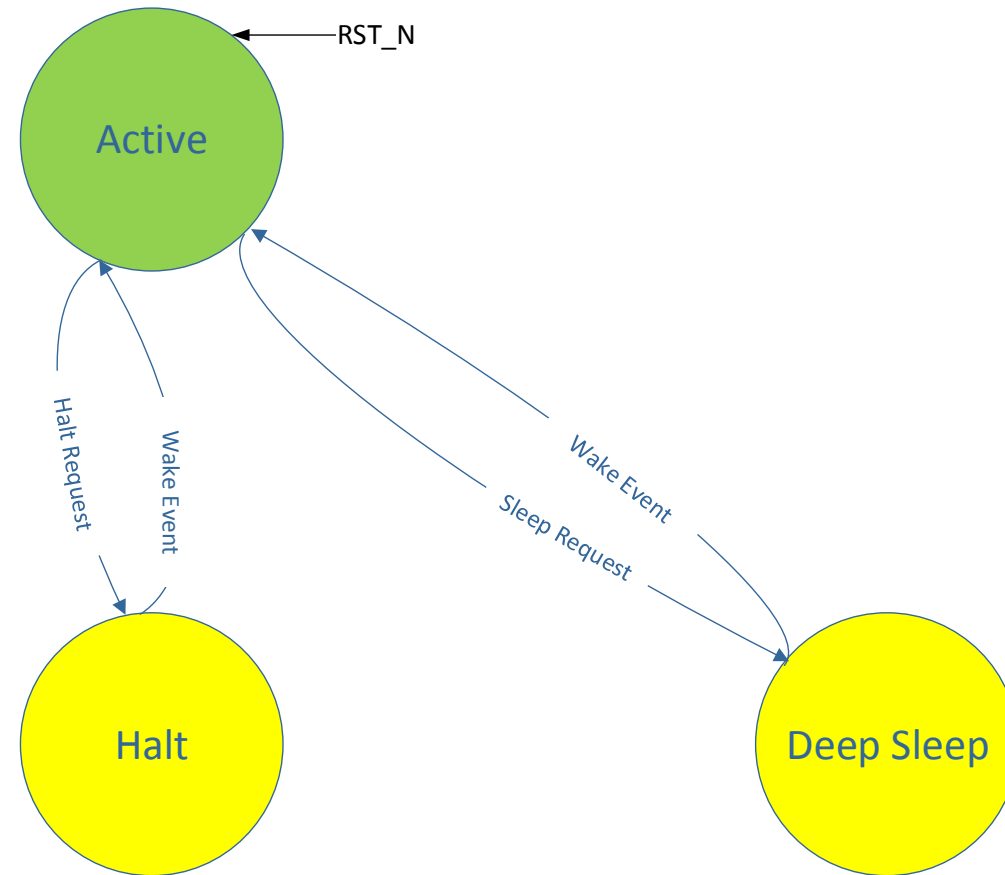 RST_N
Active
Halt Request
Wake Event
Wake Event
Sleep Request
Halt
Deep Sleep